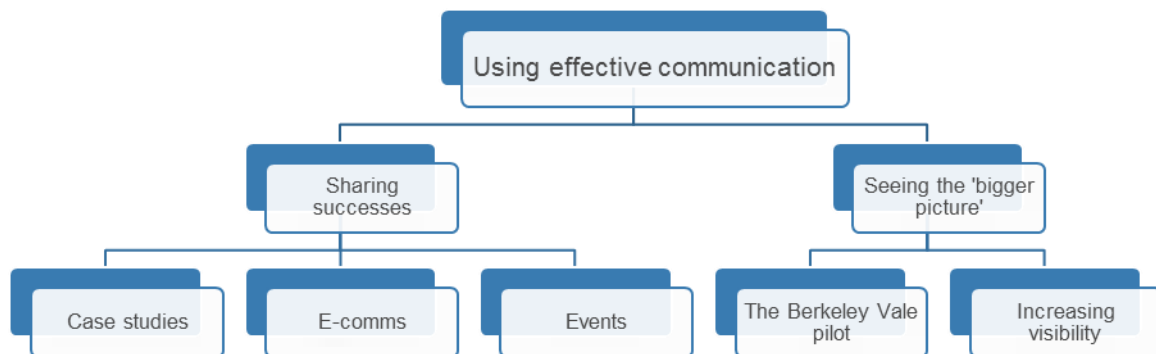 Using effective communication
Sharing
successes
Seeing the 'bigger
picture'
Case studies
E-comms
Events
The Berkeley Vale
pilot
Increasing
visibility